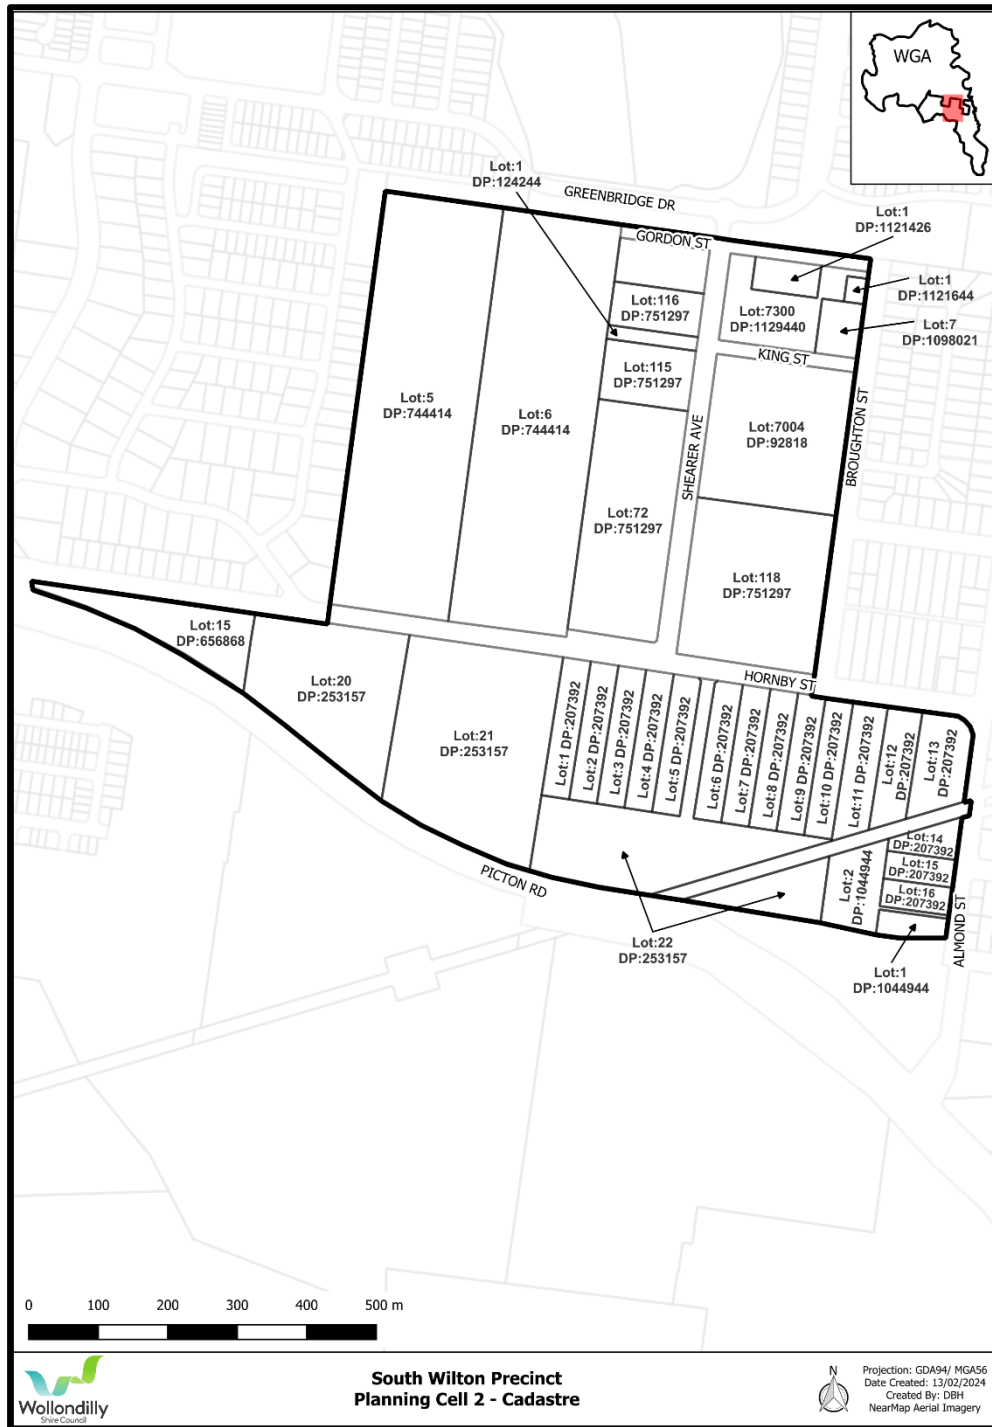 WGA
Lot:1
DP:124244
GREENBRIDGE DR
Lot:1
DP:1121426
GORDON ST
Lot:1
DP:1121644
Lot:116
DP:751297
Lot:7300
DP:1129440
Lot:7
DP:1098021
KING ST
Lot:115
DP:751297
Lot:5
DP:744414
Lot:6
DP:744414
SHEARER AVE
Lot:7004
DP:92818
BROUGHTON ST
Lot:72
DP:751297
Lot:118
DP:751297
Lot:15
DP:656868
Lot:20
DP:253157
HORNBY ST
Lot:21
DP:253157
Lot:1 DP:207392
Lot:2 DP:207392
Lot:3 DP:207392
Lot:4 DP:207392
Lot:5 DP:207392
Lot:6 DP:207392
Lot:7 DP:207392
Lot:8 DP:207392
Lot:9 DP:207392
Lot:10 DP:207392
Lot:11 DP:207392
Lot:12
DP:207392
Lot:13
DP:207392
Lot:14
DP:207392
Lot:15
DP:207392
Lot:16
DP:207392
Lot:2
DP:1044944
PICTON RD
Lot:22
DP:253157
ALMOND ST
Lot:1
DP:1044944
0 100 200 300 400 500 m
Wollondilly
Shire Council
South Wilton Precinct
Planning Cell 2 - Cadastre
N
Projection: GDA94/ MGA56
Date Created: 13/02/2024
Created By: DBH
NearMap Aerial Imagery